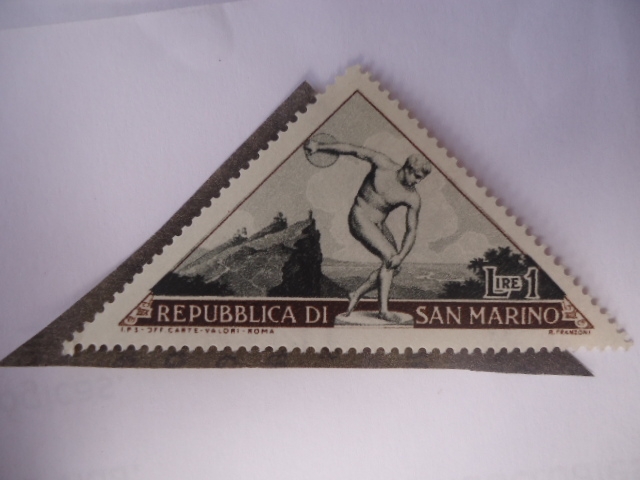 LIRE 1
REPUBBLICA DI SAN MARINO
I.P.S.-OFF. CARTE-VALORI-ROMA R. FRANZONI